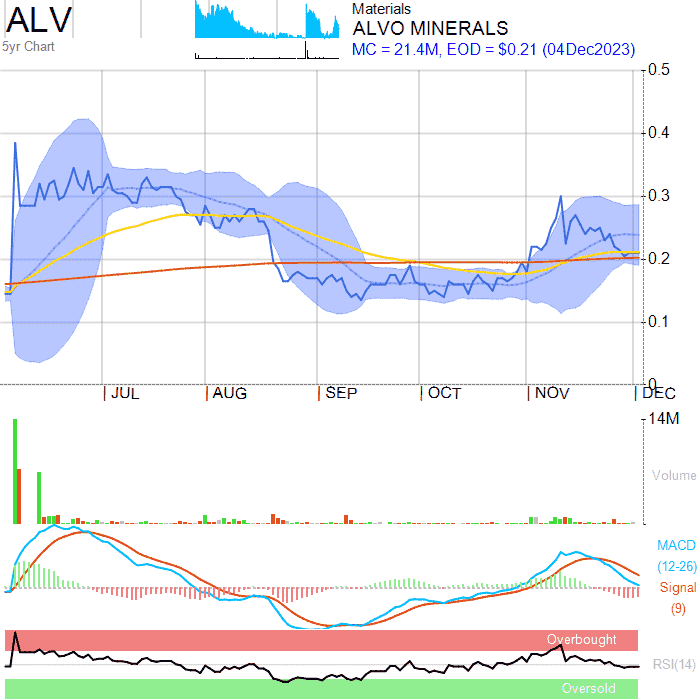 ALV
5yr Chart
Materials
ALVO MINERALS
MC = 21.4M, EOD = $0.21 (04Dec2023)
0.5
0.4
0.3
0.2
0.1
0
JUL AUG SEP OCT NOV DEC
14M
Volume
MACD
(12-26)
Signal
(9)
Overbought
RSI(14)
Oversold